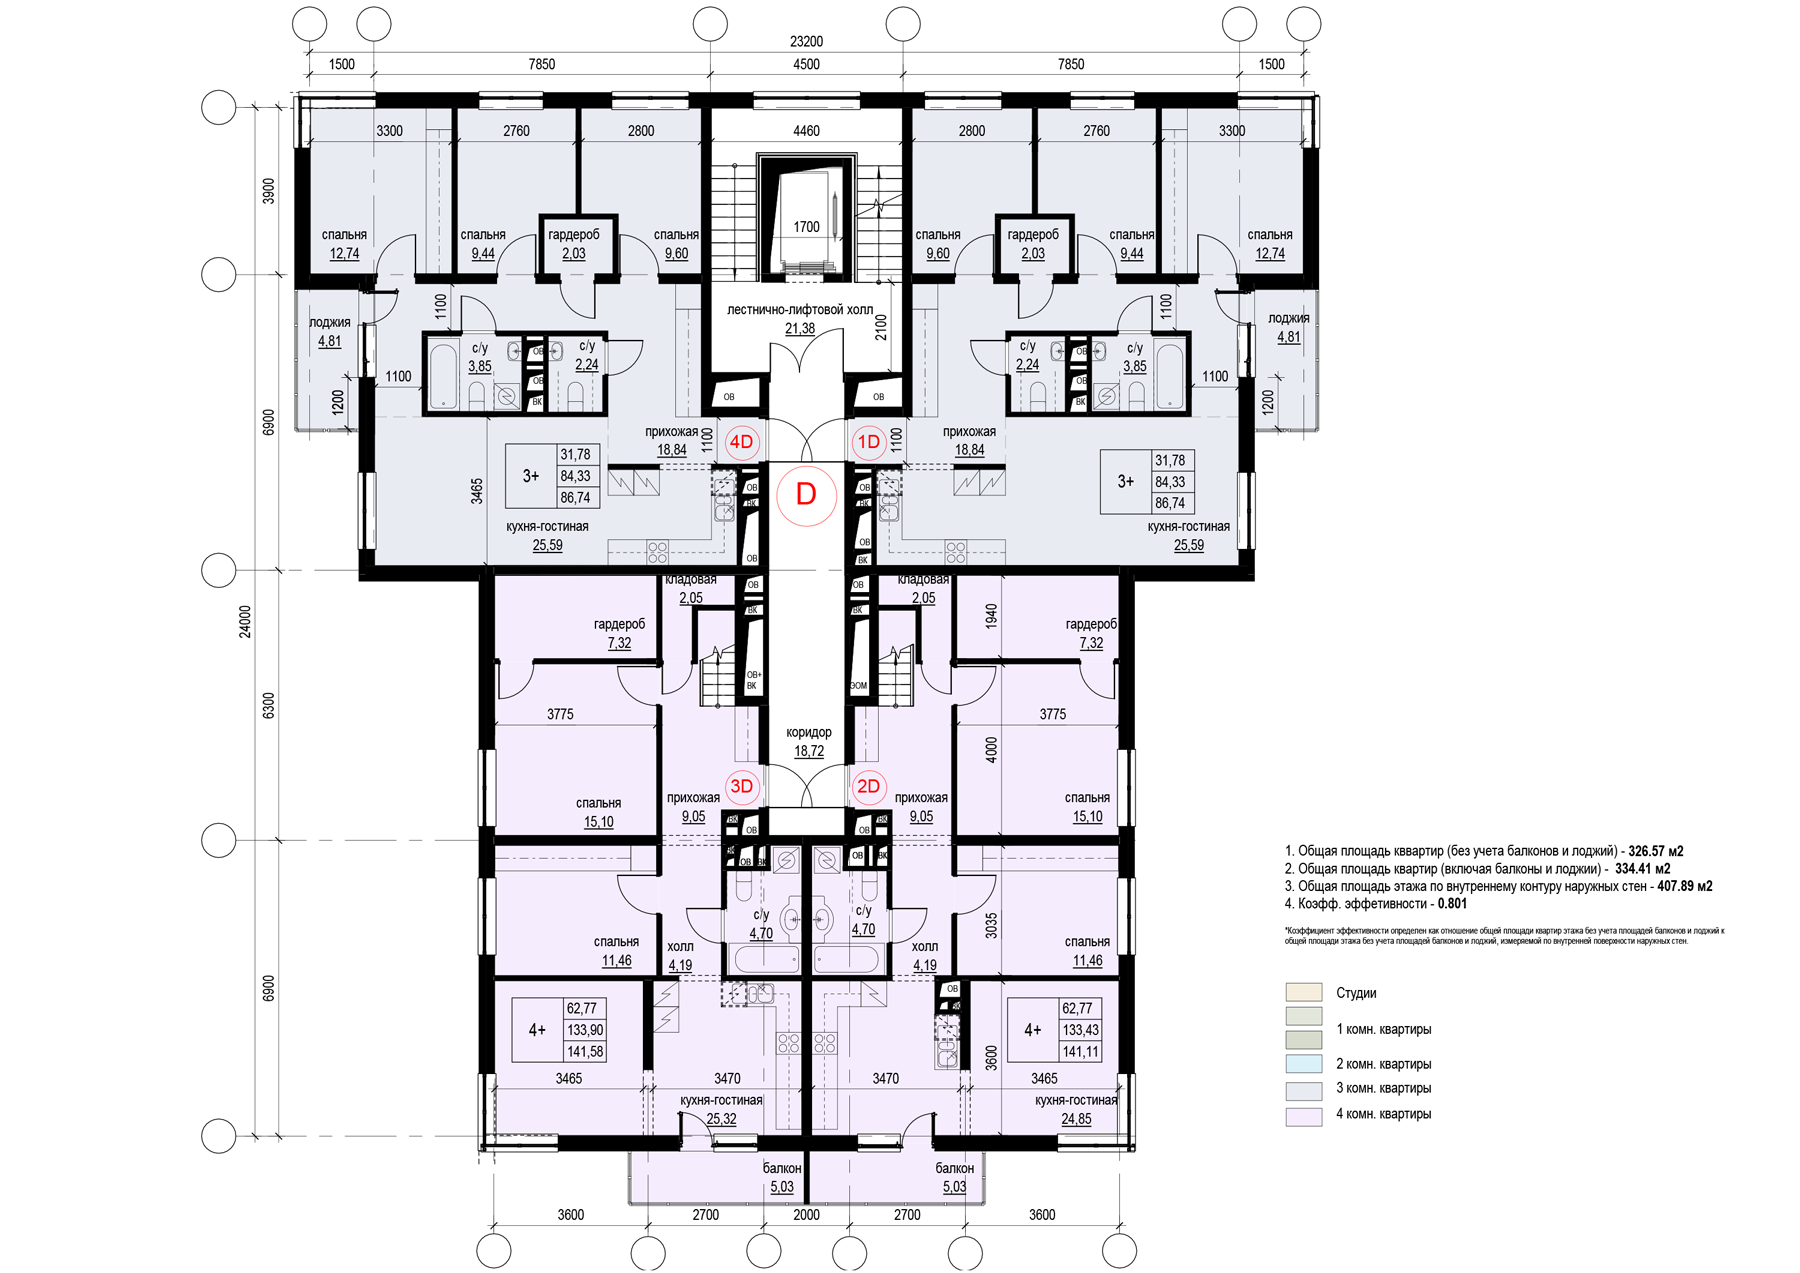 23200
1500 7850 4500 7850 1500
3300 2760 2800 4460 2800 2760 3300
3900
1700
спальня
12,74
спальня
9,44
гардероб
2,03
спальня
9,60
спальня
9,60
гардероб
2,03
спальня
9,44
спальня
12,74
1100
лестнично-лифтовой холл
21,38
2100
1100
лоджия
4,81
с/у
3,85
ОВ
ОВ
ВК
с/у
2,24
с/у
2,24
ОВ
ОВ
ВК
с/у
3,85
лоджия
4,81
1100
1200
ОВ
ОВ
1100
1200
6900
прихожая
18,84
1100
4D
1D
1100
прихожая
18,84
3+
31,78
84,33
86,74
3465
D
3+
31,78
84,33
86,74
ОВ
ВК
ОВ
ОВ
ВК
ОВ
ВК
кухня-гостиная
25,59
кухня-гостиная
25,59
24000
кладовая
2,05
ОВ
ВК
ОВ
ВК
кладовая
2,05
1940
гардероб
7,32
гардероб
7,32
6300
ОВ+
ВК
ЭОМ
3775
3775
4000
коридор
18,72
спальня
15,10
прихожая
9,05
3D
2D
прихожая
9,05
спальня
15,10
ВК
ОВ
ОВ
ВК
ВК
ОВ
ВК
ОВ
ВК
спальня
11,46
холл
4,19
с/у
4,70
с/у
4,70
холл
4,19
3035
спальня
11,46
6900
4+
62,77
133,90
141,58
ОВ
ВК
4+
62,77
133,43
141,11
3600
3465 3470 3470 3465
кухня-гостиная
25,32
кухня-гостиная
24,85
балкон
5,03
балкон
5,03
3600 2700 2000 2700 3600
1. Общая площадь кввартир (без учета балконов и лоджий) - 326.57 м2
2. Общая площадь квартир (включая балконы и лоджии) - 334.41 м2
3. Общая площадь этажа по внутреннему контуру наружных стен - 407.89 м2
4. Коэфф. эффетивности - 0.801
*Коэффициент эффективности определен как отношение общей площади квартир этажа без учета площадей балконов и лоджий к
общей площади этажа без учета площадей балконов и лоджий, измеряемой по внутренней поверхности наружных стен.
Студии
1 комн. квартиры
2 комн. квартиры
3 комн. квартиры
4 комн. квартиры